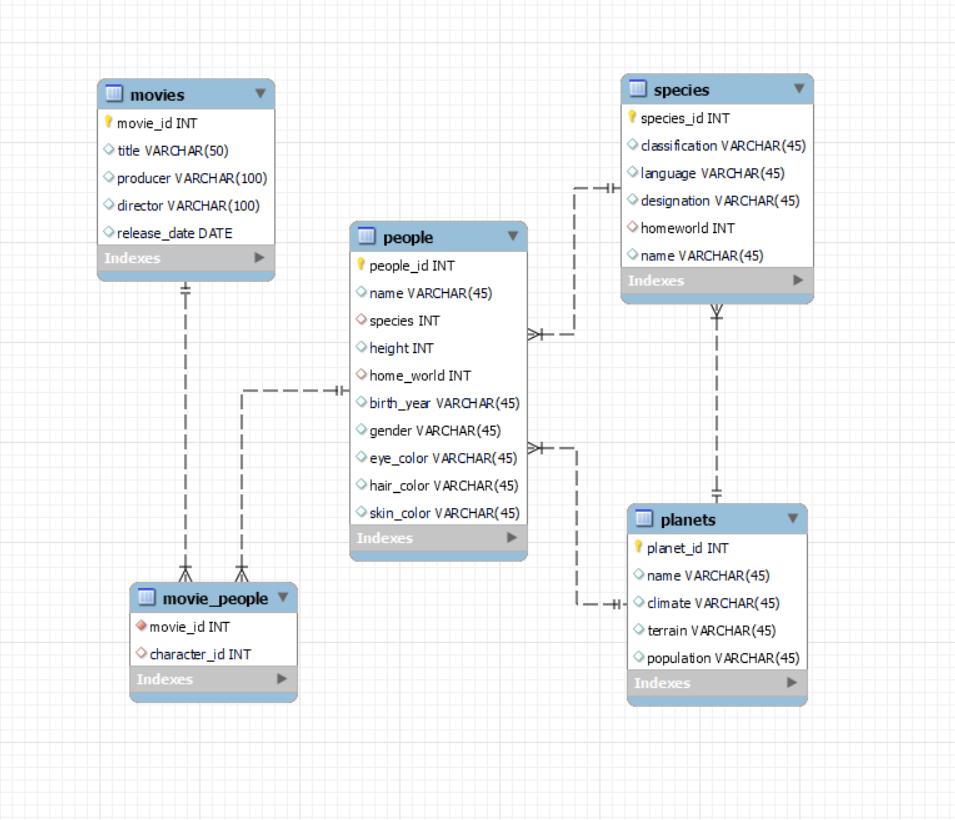 movies
movie_id INT
title VARCHAR(50)
producer VARCHAR(100)
director VARCHAR(100)
release_date DATE
Indexes
species
species_id INT
classification VARCHAR(45)
language VARCHAR(45)
designation VARCHAR(45)
homeworld INT
name VARCHAR(45)
Indexes
people
people_id INT
name VARCHAR(45)
species INT
height INT
home_world INT
birth_year VARCHAR(45)
gender VARCHAR(45)
eye_color VARCHAR(45)
hair_color VARCHAR(45)
skin_color VARCHAR(45)
Indexes
movie_people
movie_id INT
character_id INT
Indexes
planets
planet_id INT
name VARCHAR(45)
climate VARCHAR(45)
terrain VARCHAR(45)
population VARCHAR(45)
Indexes